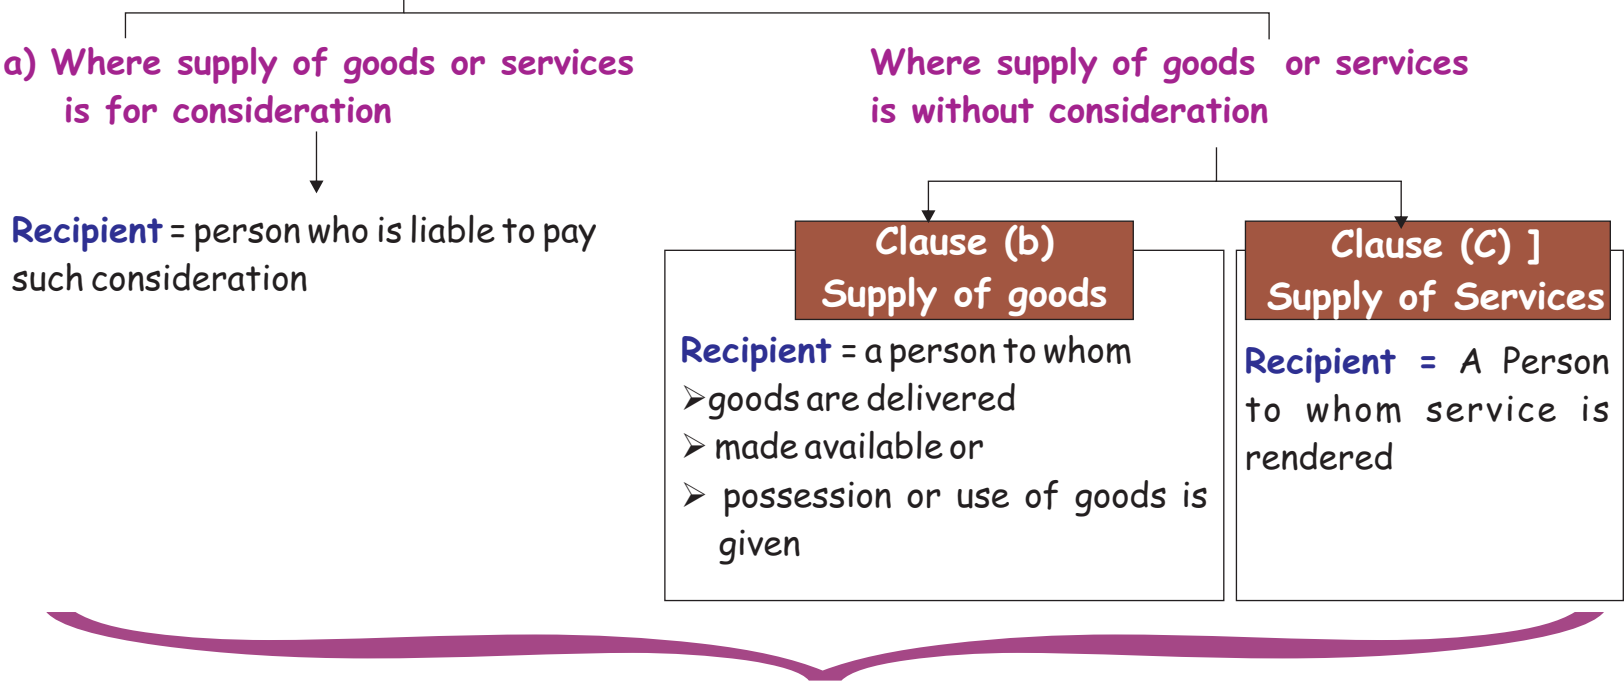 a) Where supply of goods or services
is for consideration
Recipient = person who is liable to pay
such consideration
Where supply of goods or services
is without consideration
Clause (b)
Supply of goods
Recipient = a person to whom
➢goods are delivered
➢ made available or
➢ possession or use of goods is
given
Clause (C) ]
Supply of Services
Recipient = A Person
to whom service is
rendered